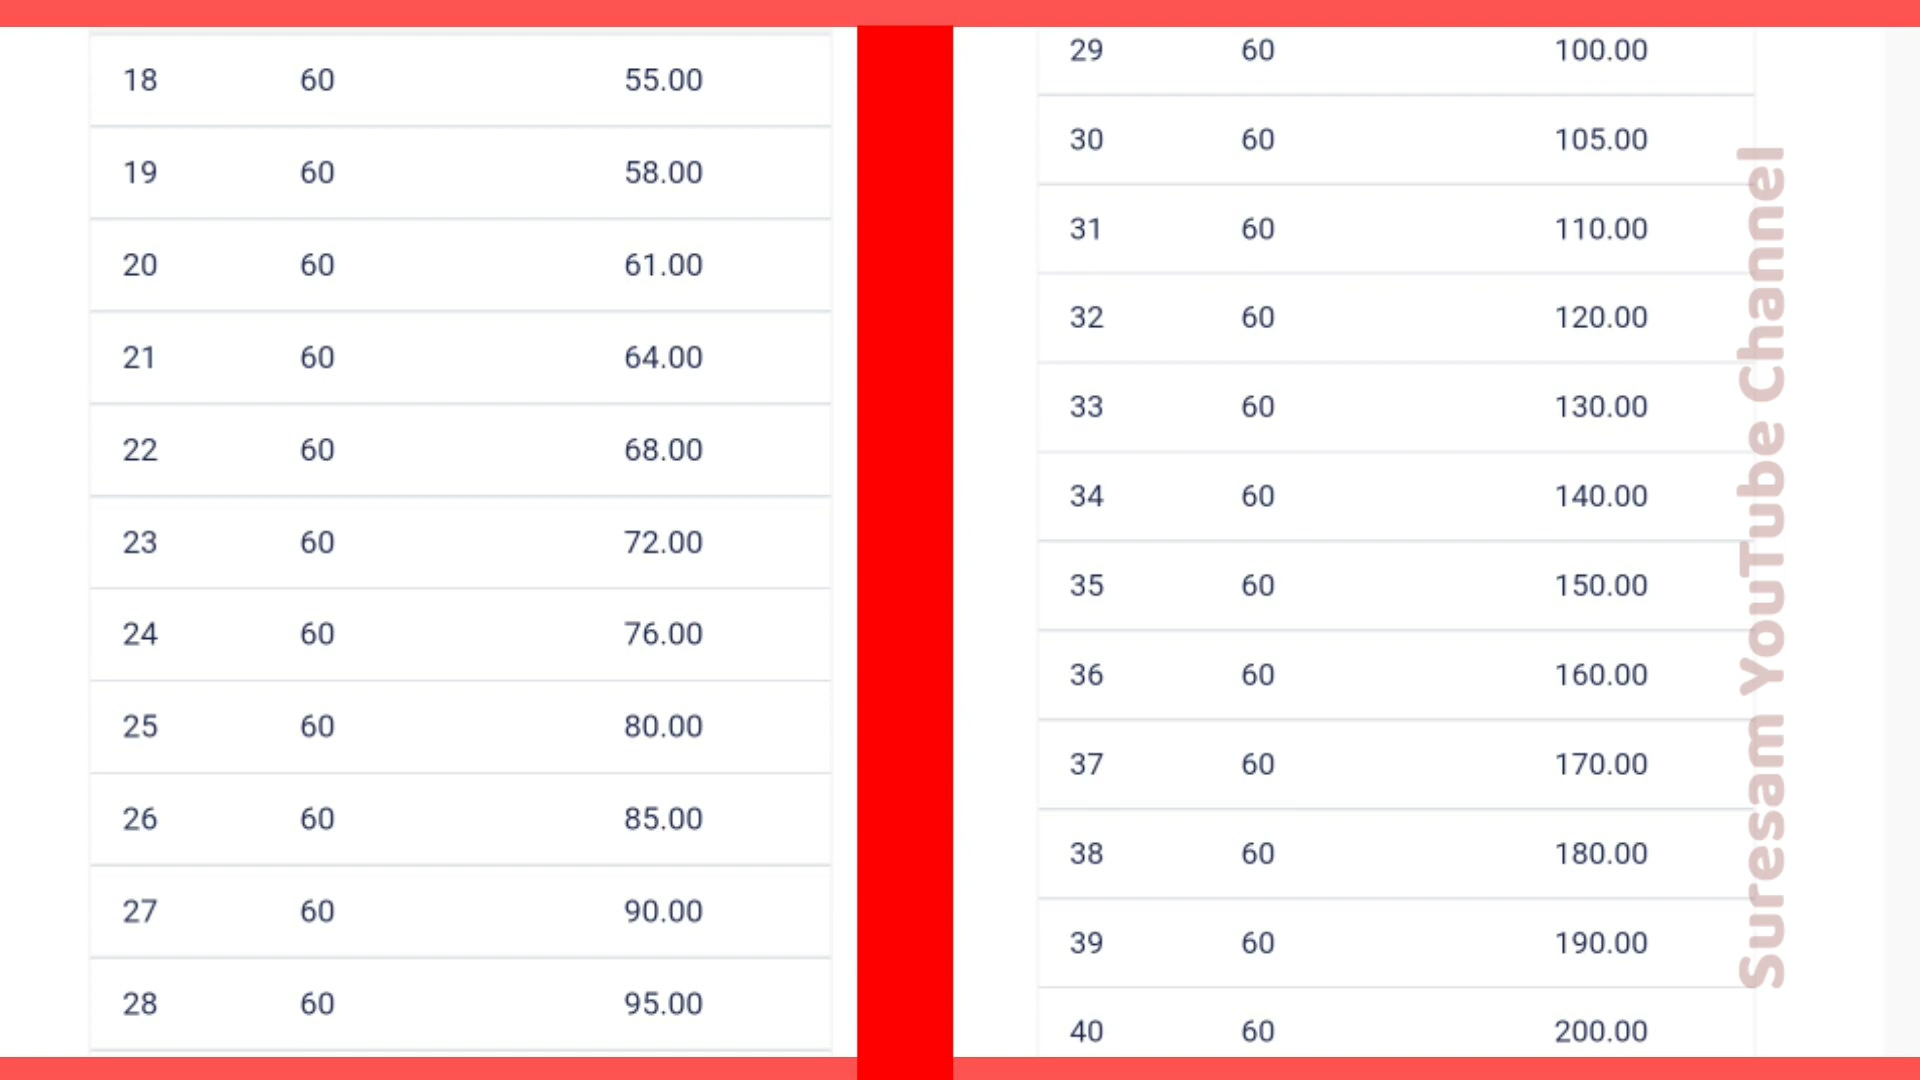 18 60 55.00
19 60 58.00
20 60 61.00
21 60 64.00
22 60 68.00
23 60 72.00
24 60 76.00
25 60 80.00
26 60 85.00
27 60 90.00
28 60 95.00
29 60 100.00
30 60 105.00
31 60 110.00
32 60 120.00
33 60 130.00
34 60 140.00
35 60 150.00
36 60 160.00
37 60 170.00
38 60 180.00
39 60 190.00
40 60 200.00
Suresam YouTube Channel